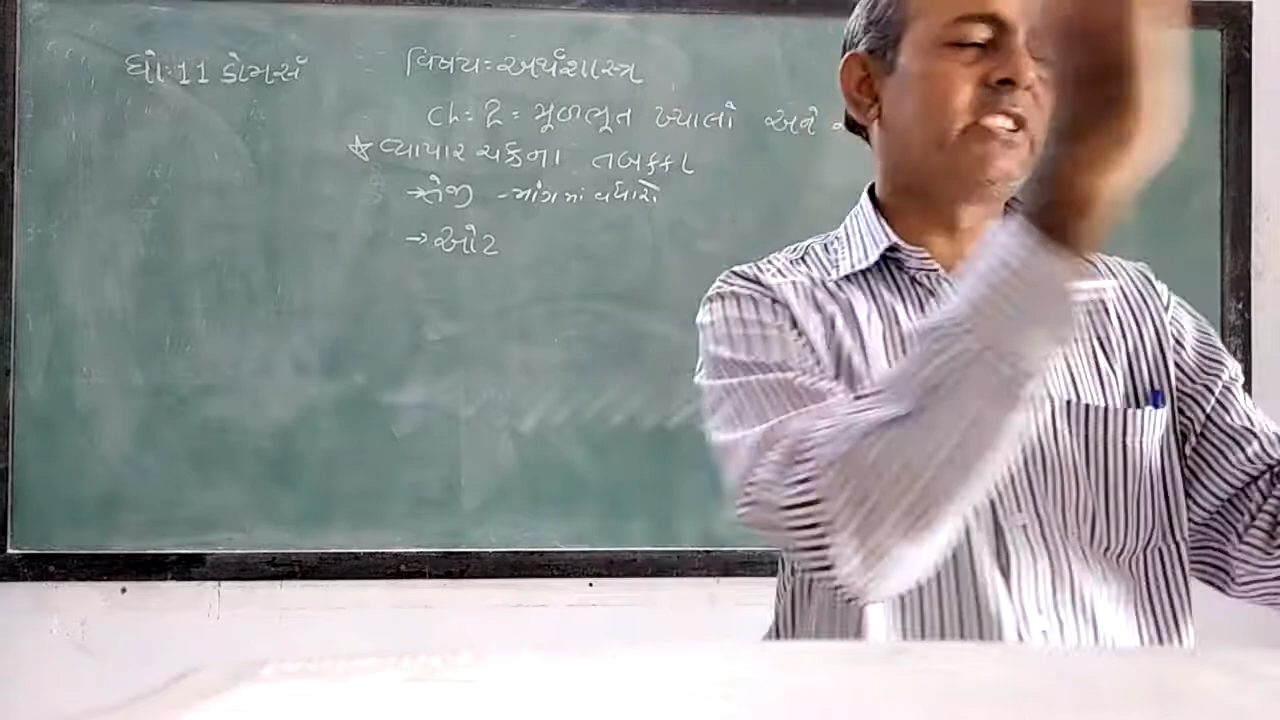 ધો:11 કોમર્સ
વિષય:- અર્થશાસ્ત્ર
ch: 2 = મૂળભૂત ખ્યાલો અને
★ વ્યાપાર ચક્રના તબક્કા
→ તેજી - માંગમાં વધારો
→ ઓટ